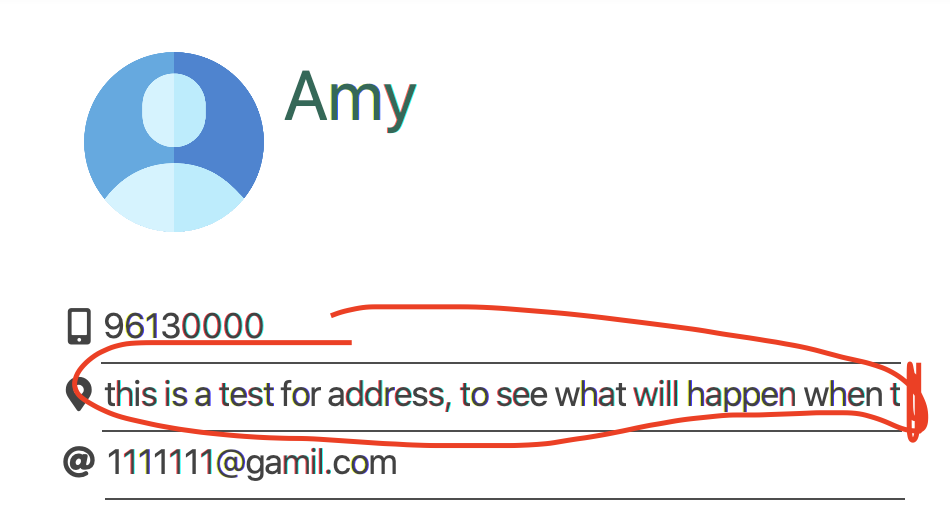 Amy
96130000
this is a test for address, to see what will happen when t
@ 1111111@gamil.com